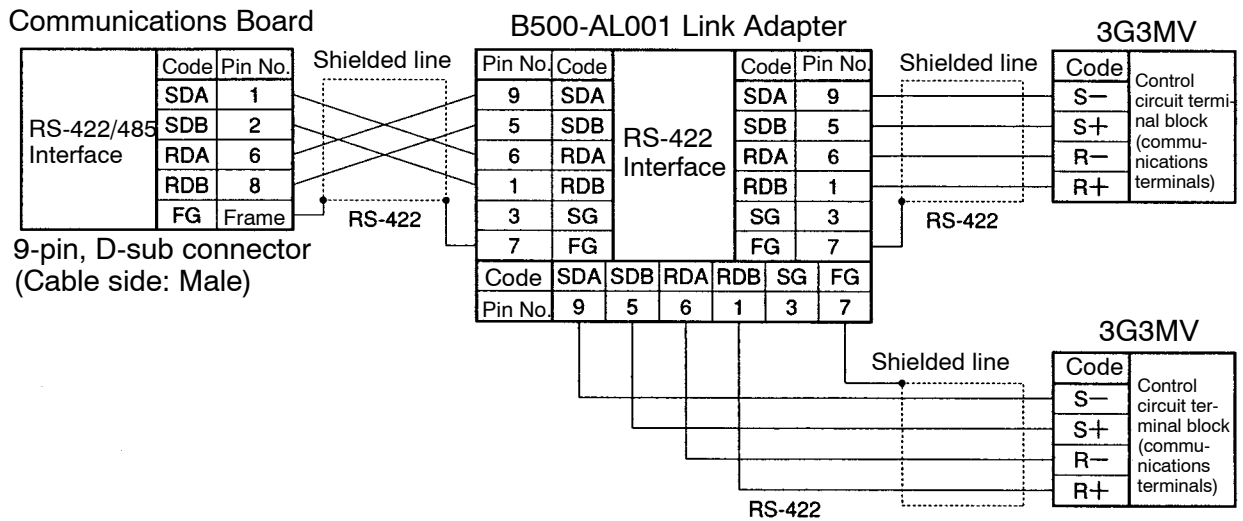 Communications Board
B500-AL001 Link Adapter
3G3MV
Code Pin No.
SDA 1
SDB 2
RDA 6
RDB 8
FG Frame
RS-422/485
Interface
9-pin, D-sub connector
(Cable side: Male)
Shielded line
RS-422
Pin No. Code
9 SDA
5 SDB
6 RDA
1 RDB
3 SG
7 FG
RS-422
Interface
Code Pin No.
SDA 9
SDB 5
RDA 6
RDB 1
SG 3
FG 7
Code SDA SDB RDA RDB SG FG
Pin No. 9 5 6 1 3 7
Shielded line
RS-422
Code
S−
S+
R−
R+
Control
circuit termi-
nal block
(commu-
nications
terminals)
3G3MV
Shielded line
RS-422
Code
S−
S+
R−
R+
Control
circuit ter-
minal block
(commu-
nications
terminals)